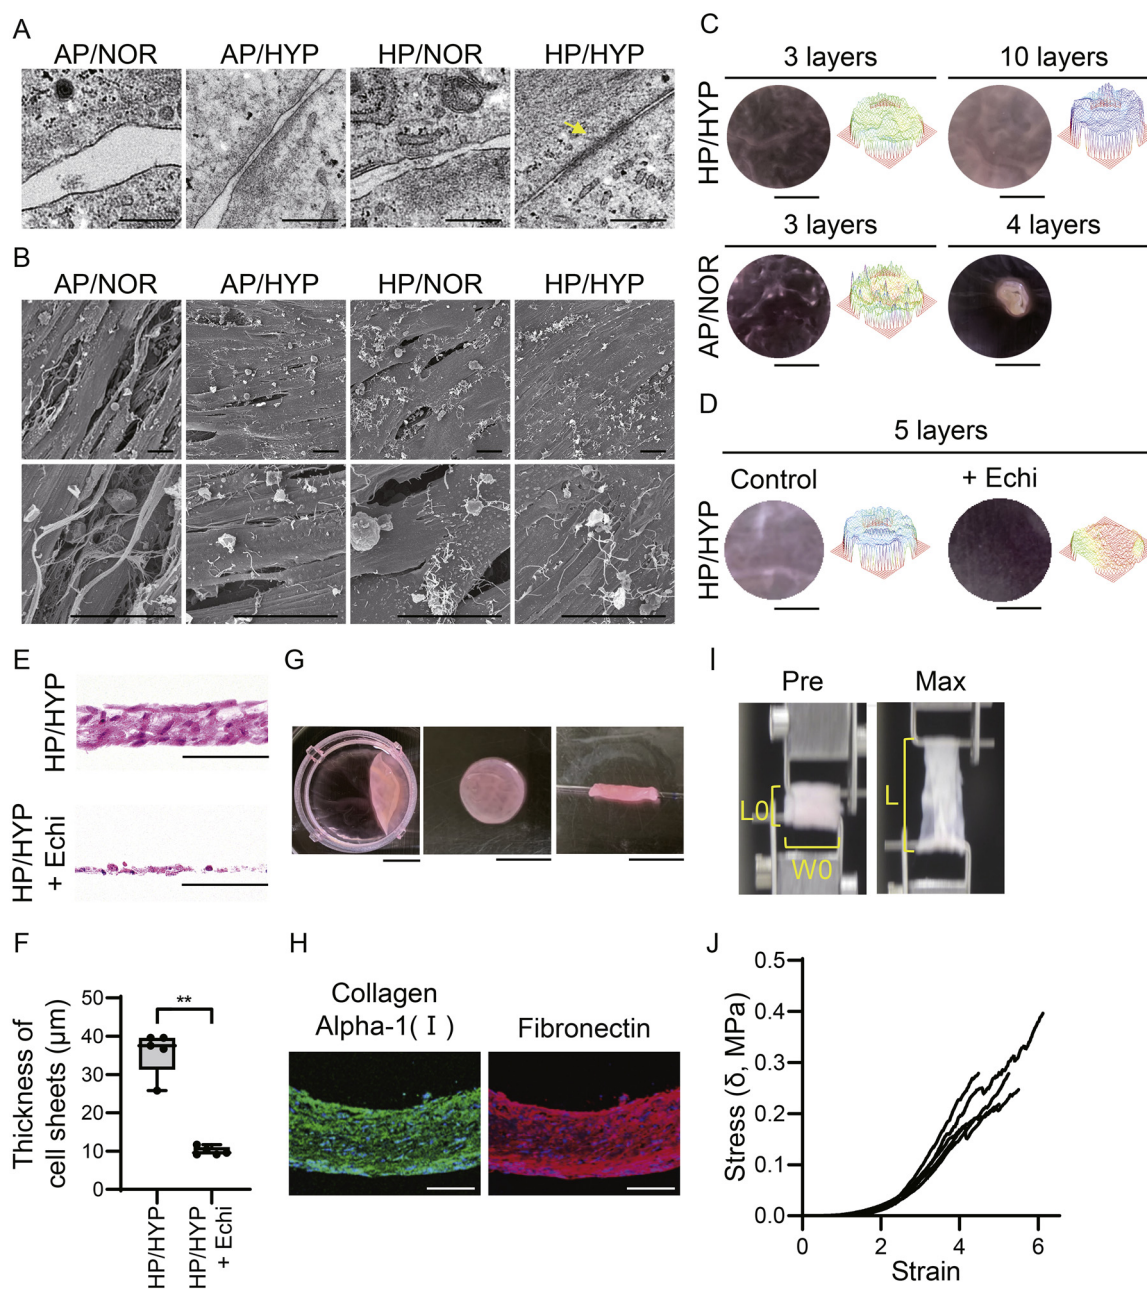 A
AP/NOR
AP/HYP
HP/NOR
HP/HYP
B
AP/NOR
AP/HYP
HP/NOR
HP/HYP
C
3 layers
10 layers
HP/HYP
3 layers
4 layers
AP/NOR
D
5 layers
Control
+ Echi
HP/HYP
E
HP/HYP
HP/HYP
+ Echi
F
Thickness of
cell sheets (μm)
50
40
30
20
10
0
**
HP/HYP
HP/HYP
+ Echi
G
H
Collagen
Alpha-1(Ⅰ)
Fibronectin
I
Pre
Max
L0
W0
L
J
Stress (δ, MPa)
0.5
0.4
0.3
0.2
0.1
0.0
0
2
4
6
Strain